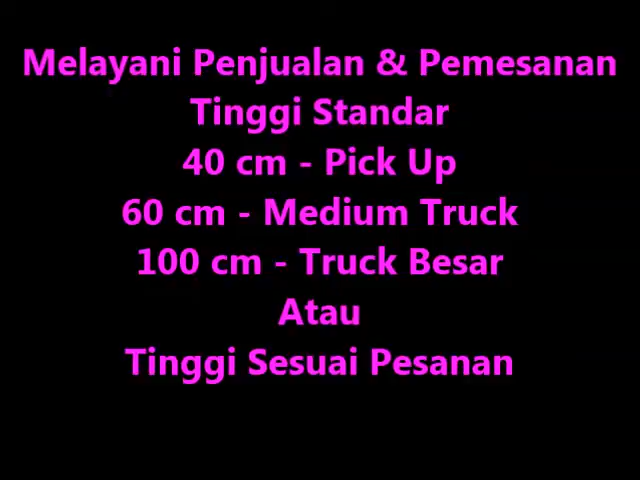 Melayani Penjualan & Pemesanan
Tinggi Standar
40 cm - Pick Up
60 cm - Medium Truck
100 cm - Truck Besar
Atau
Tinggi Sesuai Pesanan